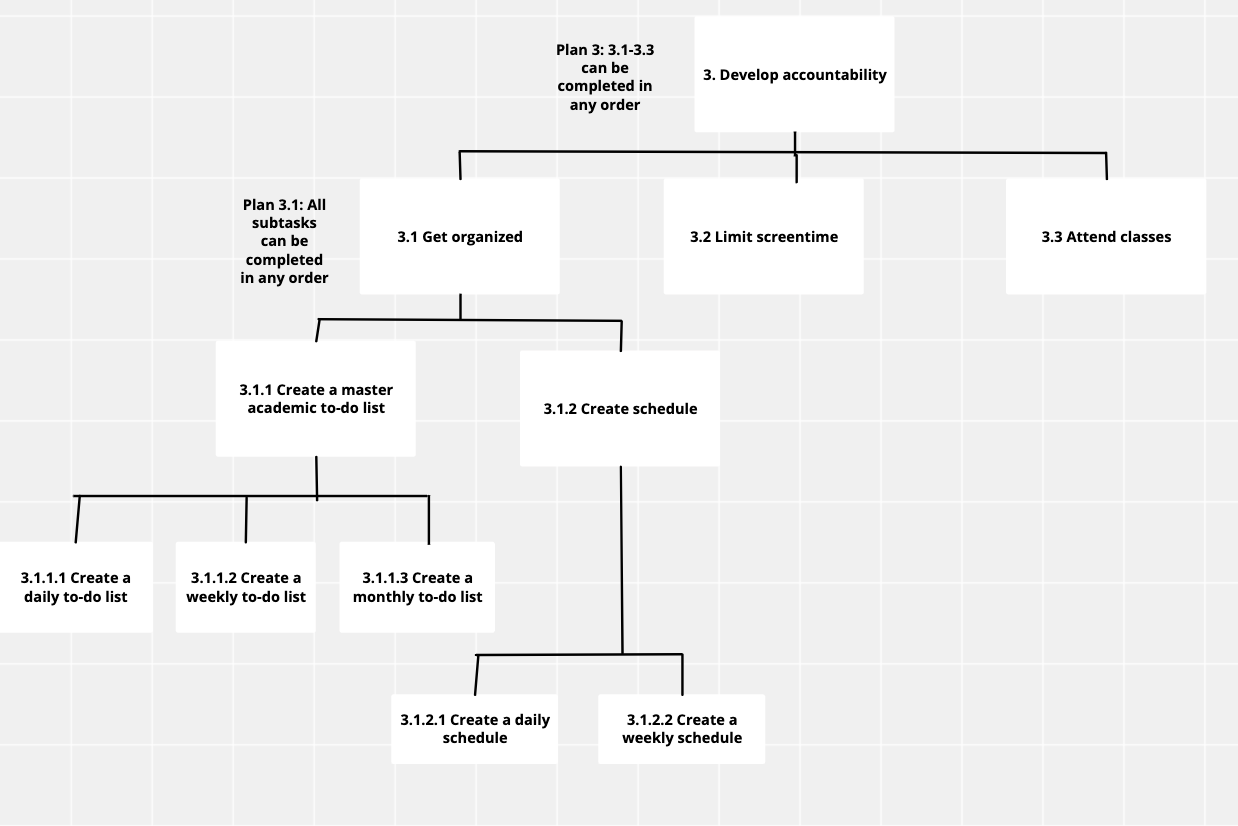 Plan 3: 3.1-3.3
can be
completed in
any order
3. Develop accountability
Plan 3.1: All
subtasks
can be
completed
in any order
3.1 Get organized
3.2 Limit screentime
3.3 Attend classes
3.1.1 Create a master
academic to-do list
3.1.2 Create schedule
3.1.1.1 Create a
daily to-do list
3.1.1.2 Create a
weekly to-do list
3.1.1.3 Create a
monthly to-do list
3.1.2.1 Create a daily
schedule
3.1.2.2 Create a
weekly schedule